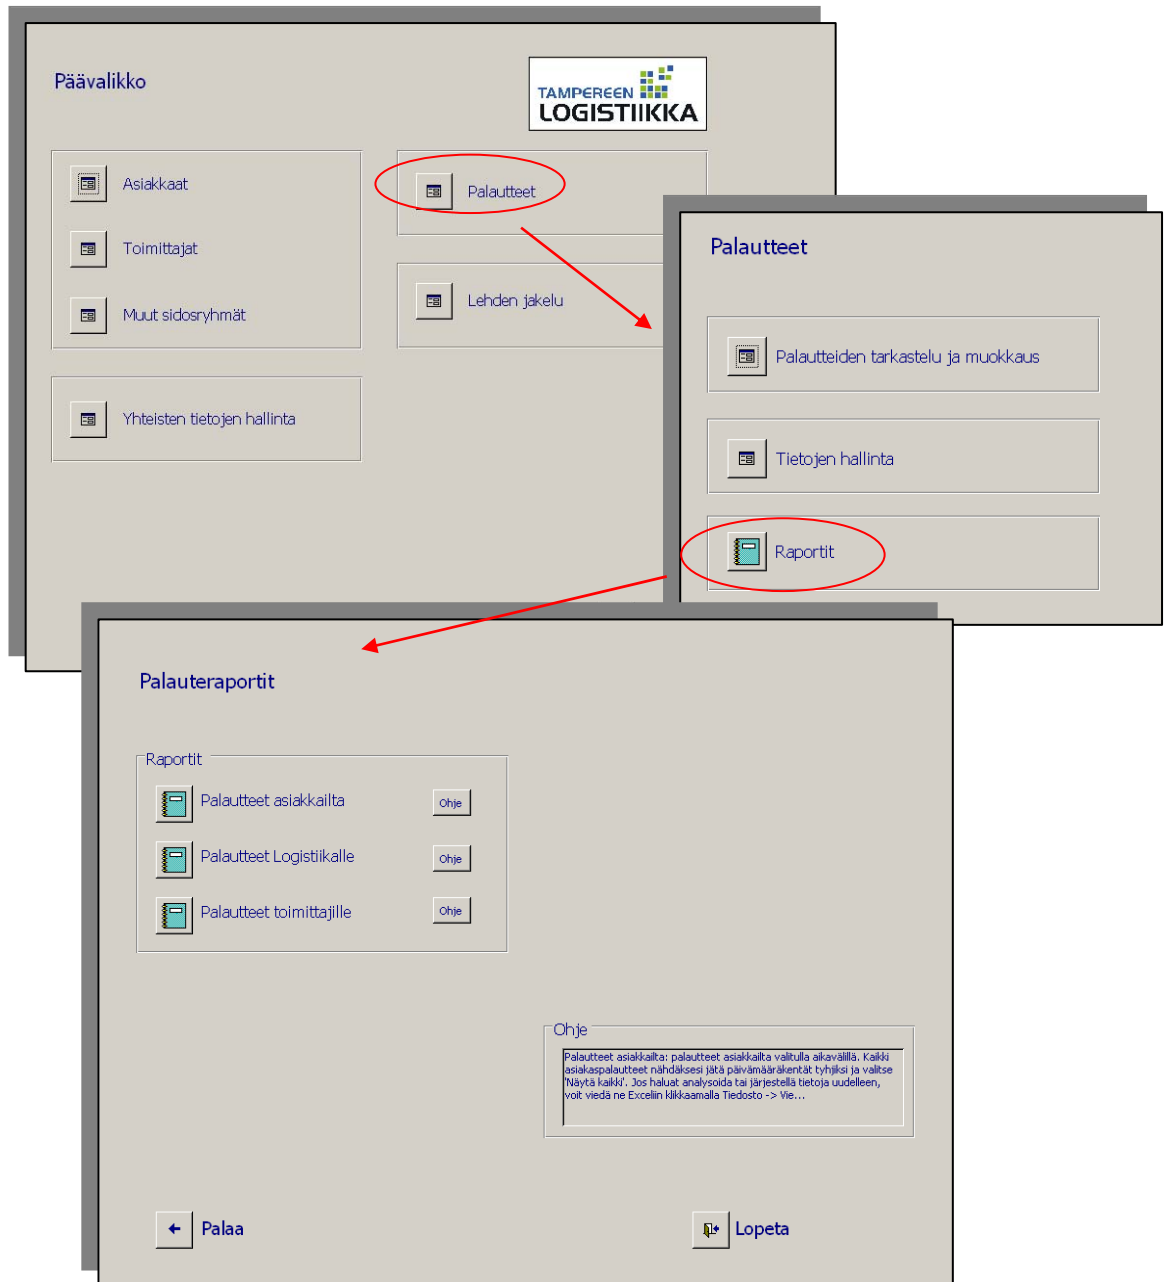 Päävalikko
TAMPEREEN
LOGISTIIKKA
Asiakkaat
Toimittajat
Muut sidosryhmät
Yhteisten tietojen hallinta
Palautteet
Lehden jakelu
Palautteet
Palautteiden tarkastelu ja muokkaus
Tietojen hallinta
Raportit
Palauteraportit
Raportit
Palautteet asiakkailta Ohje
Palautteet Logistiikalle Ohje
Palautteet toimittajille Ohje
Ohje
Palautteet asiakkailta: palautteet asiakkailta valitulla aikavälillä. Kaikki
asiakaspalautteet nähdäksesi jätä päivämääräkentät tyhjiksi ja valitse
'Näytä kaikki'. Jos haluat analysoida tai järjestellä tietoja uudelleen,
voit viedä ne Exceliin klikkaamalla Tiedosto -> Vie...
Palaa
Lopeta